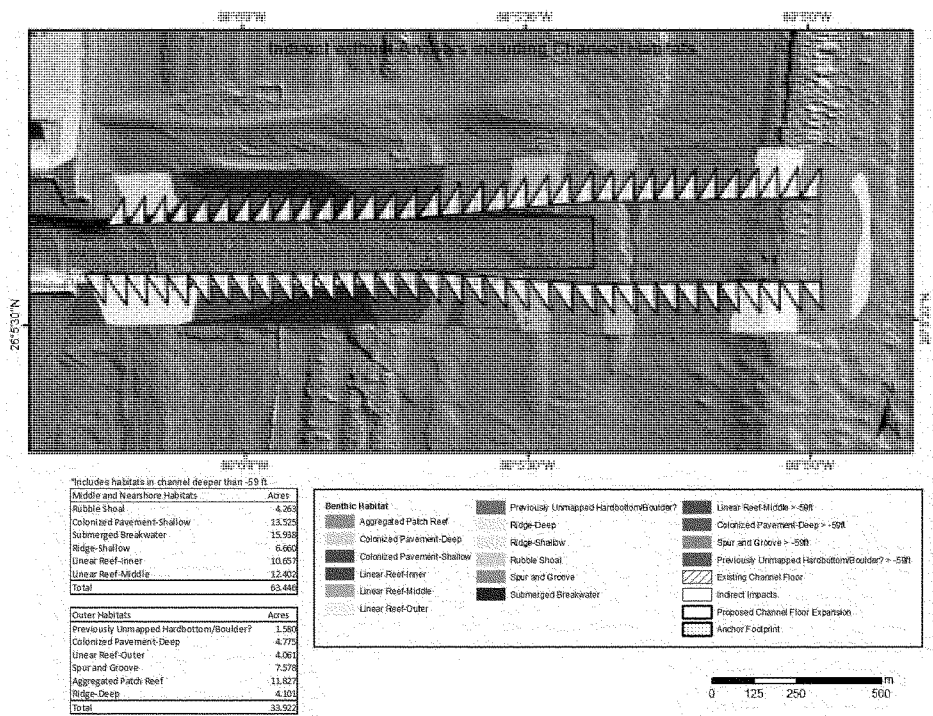 Indirect without Anchors including Channel Habitats
26°5'30"N
*Includes habitats in channel deeper than -59 ft
Middle and Nearshore Habitats Acres
Rubble Shoal 4.263
Colonized Pavement-Shallow 13.525
Submerged Breakwater 15.938
Ridge-Shallow 6.660
Linear Reef-Inner 10.657
Linear Reef-Middle 12.402
Total 63.446
Outer Habitats Acres
Previously Unmapped Hardbottom/Boulder? 1.580
Colonized Pavement-Deep 4.775
Linear Reef-Outer 4.061
Spur and Groove 7.578
Aggregated Patch Reef 11.827
Ridge-Deep 4.101
Total 33.922
Benthic Habitat
Aggregated Patch Reef
Colonized Pavement-Deep
Colonized Pavement-Shallow
Linear Reef-Inner
Linear Reef-Middle
Linear Reef-Outer
Previously Unmapped Hardbottom/Boulder?
Ridge-Deep
Ridge-Shallow
Rubble Shoal
Spur and Groove
Submerged Breakwater
Linear Reef-Middle > -59ft
Colonized Pavement-Deep > -59ft
Spur and Groove > -59ft
Previously Unmapped Hardbottom/Boulder? > -59ft
Existing Channel Floor
Indirect Impacts
Proposed Channel Floor Expansion
Anchor Footprint
m
0 125 250 500